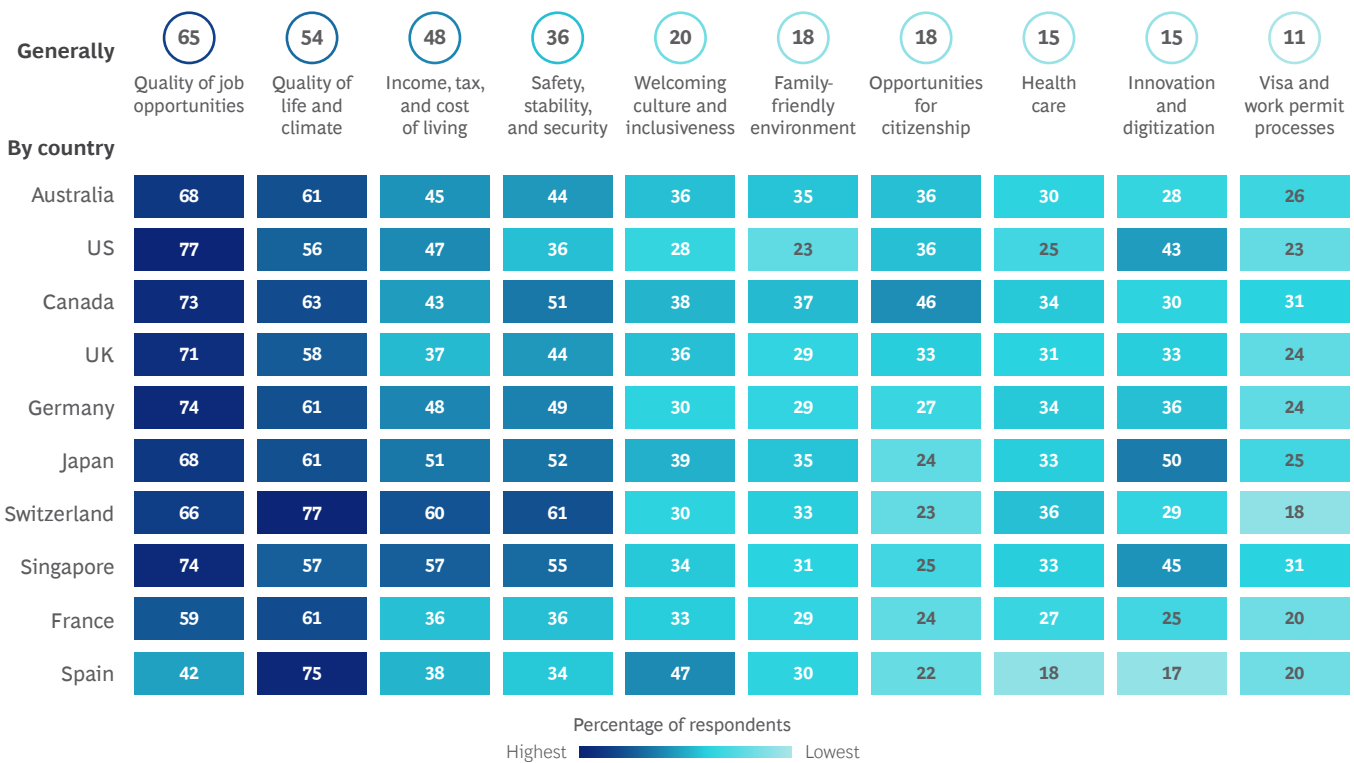 Generally
65 54 48 36 20 18 18 15 15 11
Quality of job
opportunities
Quality of
life and
climate
Income, tax,
and cost
of living
Safety,
stability,
and security
Welcoming
culture and
inclusiveness
Family-
friendly
environment
Opportunities
for
citizenship
Health
care
Innovation
and
digitization
Visa and
work permit
processes
By country
Australia 68 61 45 44 36 35 36 30 28 26
US 77 56 47 36 28 23 36 25 43 23
Canada 73 63 43 51 38 37 46 34 30 31
UK 71 58 37 44 36 29 33 31 33 24
Germany 74 61 48 49 30 29 27 34 36 24
Japan 68 61 51 52 39 35 24 33 50 25
Switzerland 66 77 60 61 30 33 23 36 29 18
Singapore 74 57 57 55 34 31 25 33 45 31
France 59 61 36 36 33 29 24 27 25 20
Spain 42 75 38 34 47 30 22 18 17 20
Percentage of respondents
Highest Lowest